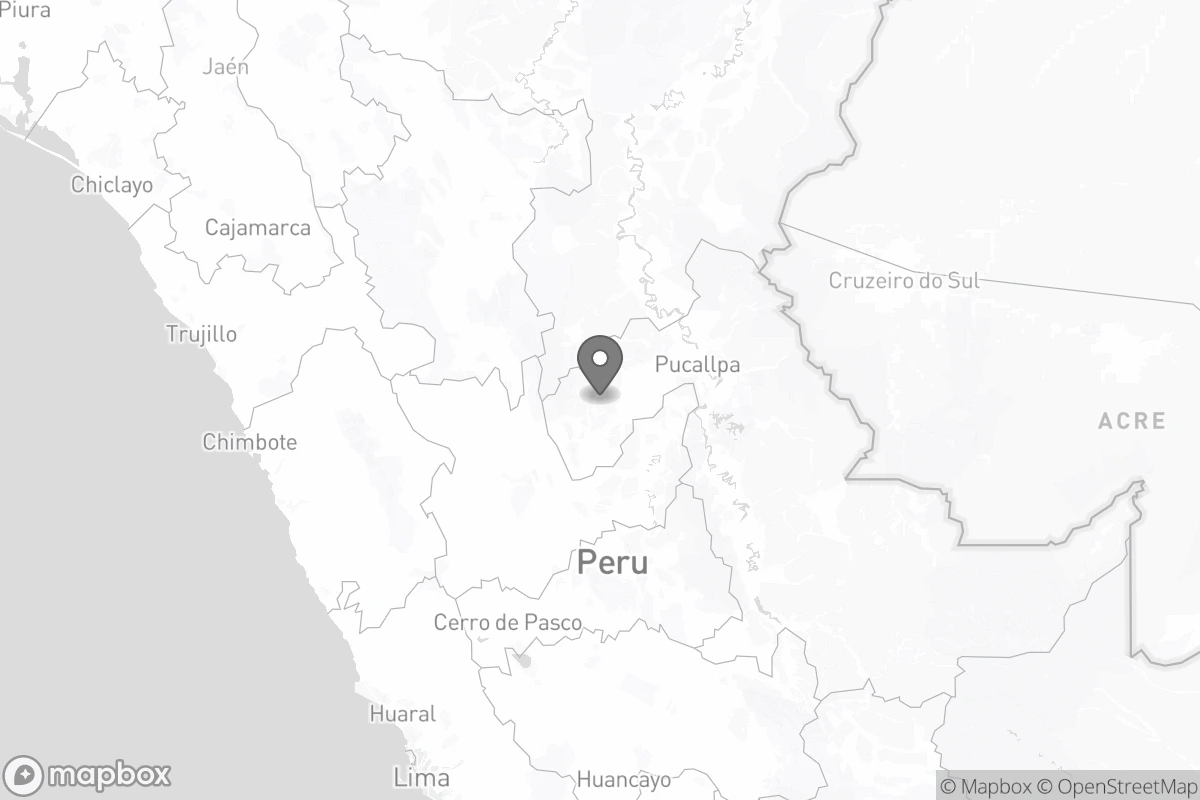 Piura
Jaén
Chiclayo
Cajamarca
Cruzeiro do Sul
Trujillo
Pucallpa
ACRE
Chimbote
Peru
Cerro de Pasco
Huaral
Lima
Huancayo
mapbox
© Mapbox © OpenStreetMap